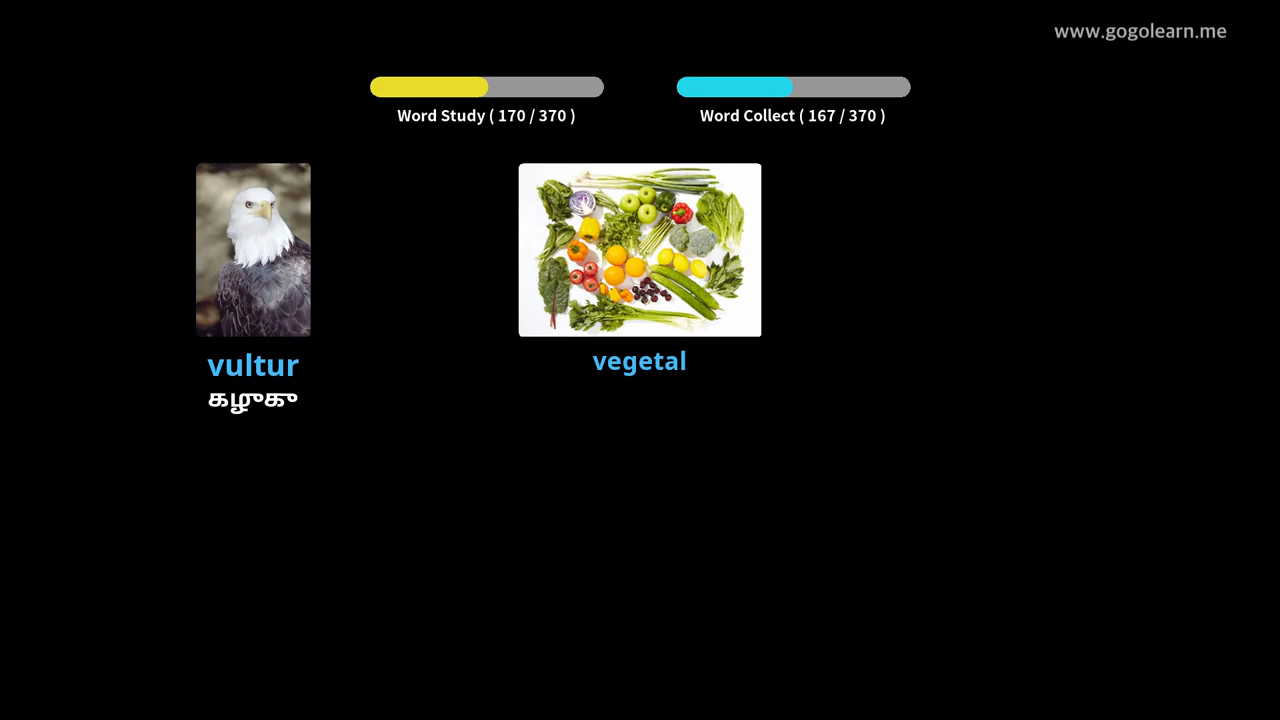 www.gogolearn.me
Word Study ( 170 / 370 )
Word Collect ( 167 / 370 )
vultur
கழுகு
vegetal